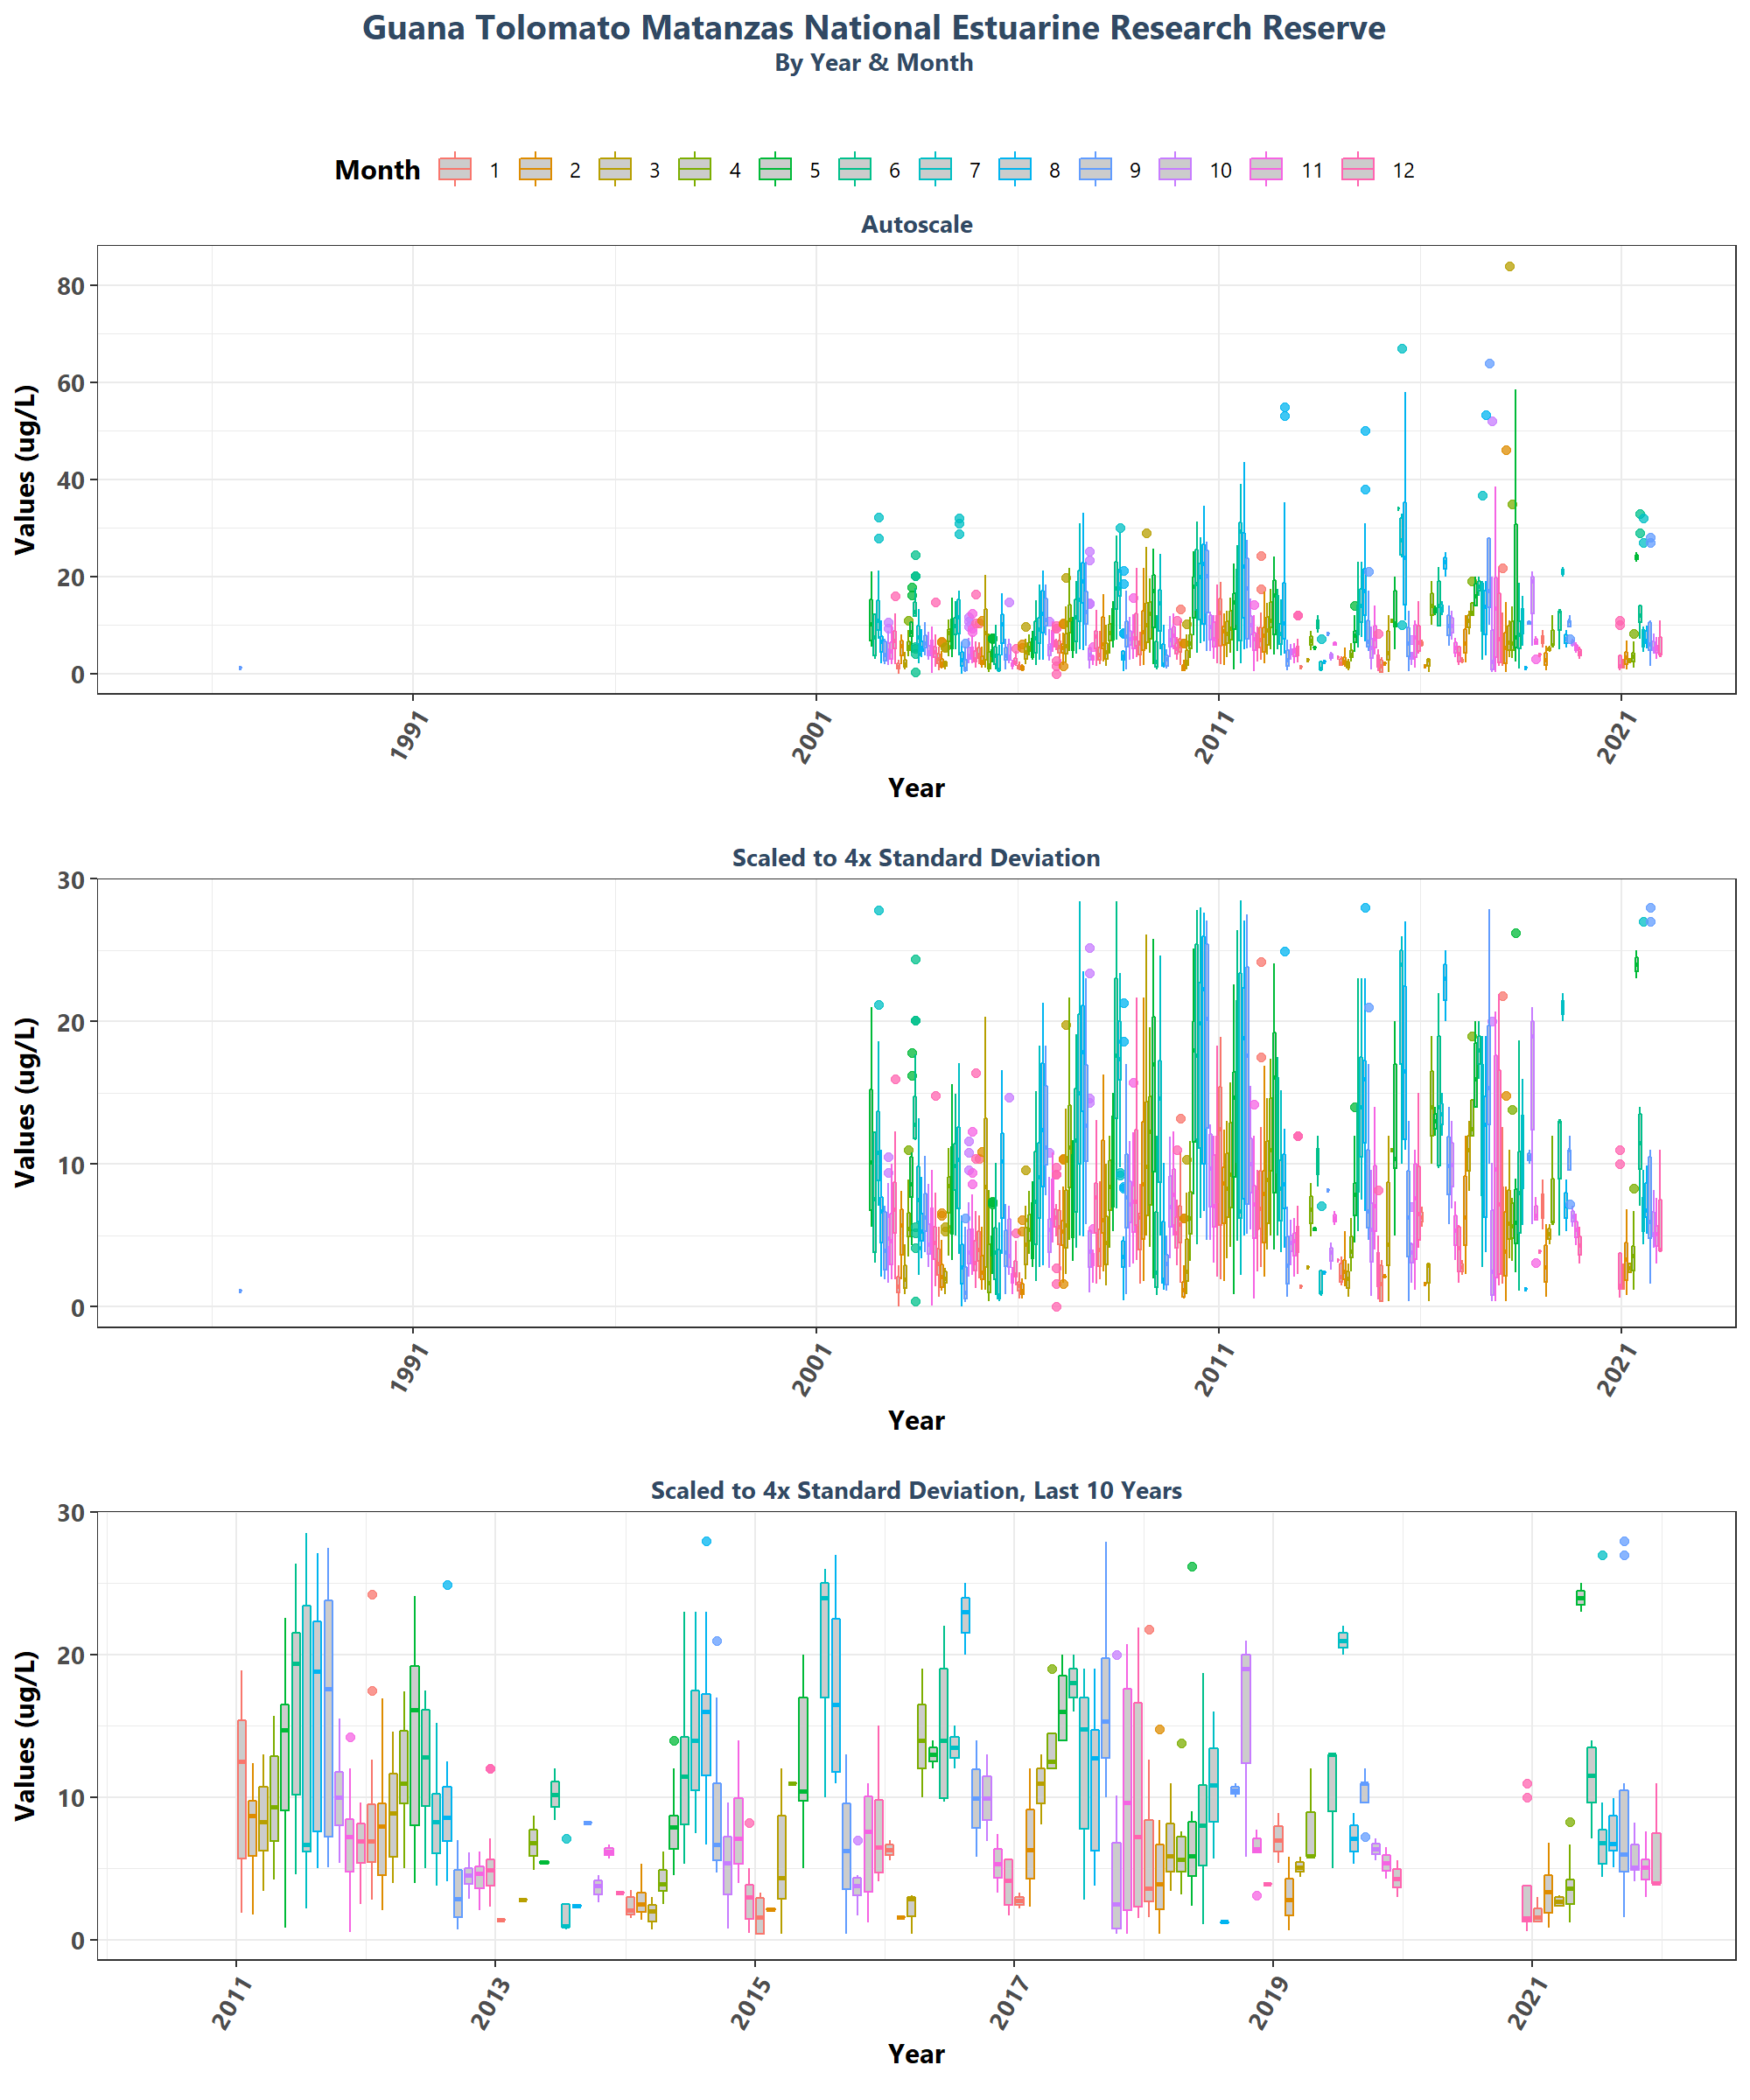 Guana Tolomato Matanzas National Estuarine Research Reserve
By Year & Month
Month 1 2 3 4 5 6 7 8 9 10 11 12
Autoscale
Values (ug/L)
80
60
40
20
0
1991 2001 2011 2021
Year
Scaled to 4x Standard Deviation
Values (ug/L)
30
20
10
0
1991 2001 2011 2021
Year
Scaled to 4x Standard Deviation, Last 10 Years
Values (ug/L)
30
20
10
0
2011 2013 2015 2017 2019 2021
Year